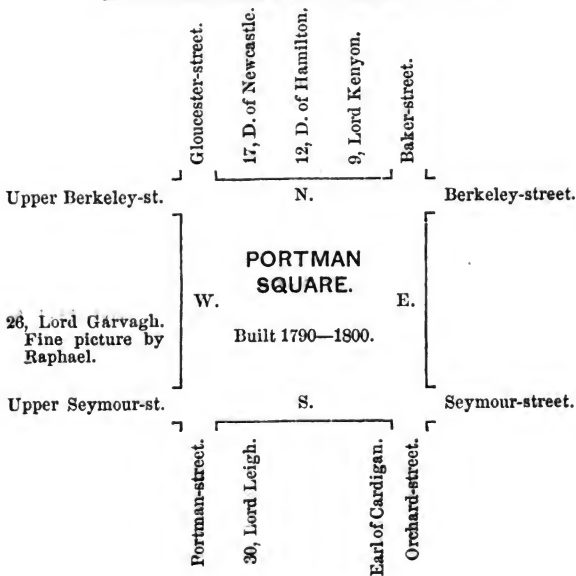 Gloucester-street.
17, D. of Newcastle.
12, D. of Hamilton.
9, Lord Kenyon.
Baker-street.
Upper Berkeley-st.
N.
Berkeley-street.
PORTMAN
SQUARE.
W.
E.
Built 1790—1800.
26, Lord Garvagh.
Fine picture by
Raphael.
Upper Seymour-st.
S.
Seymour-street.
Portman-street.
30, Lord Leigh.
Earl of Cardigan.
Orchard-street.